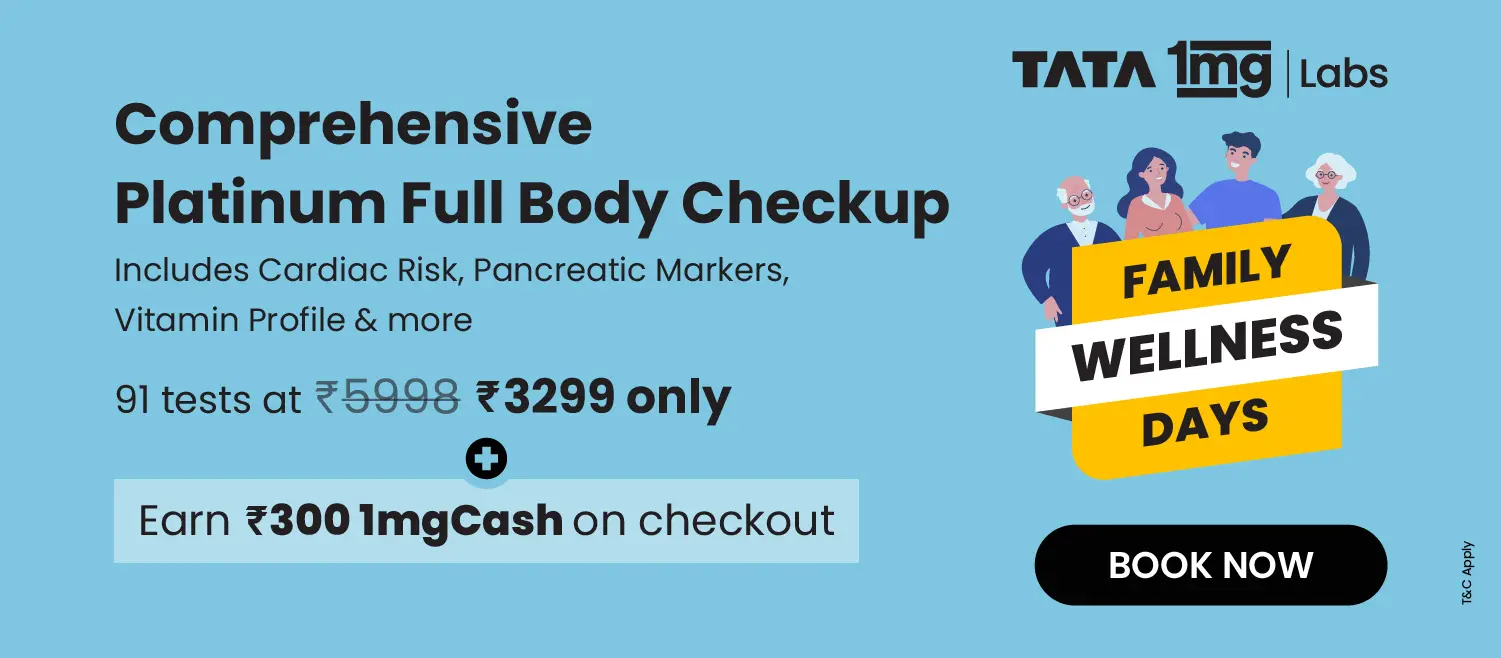 TATA 1mg | Labs
Comprehensive
Platinum Full Body Checkup
Includes Cardiac Risk, Pancreatic Markers,
Vitamin Profile & more
91 tests at ₹5998 ₹3299 only
Earn ₹300 1mgCash on checkout
FAMILY
WELLNESS
DAYS
BOOK NOW
T&C Apply